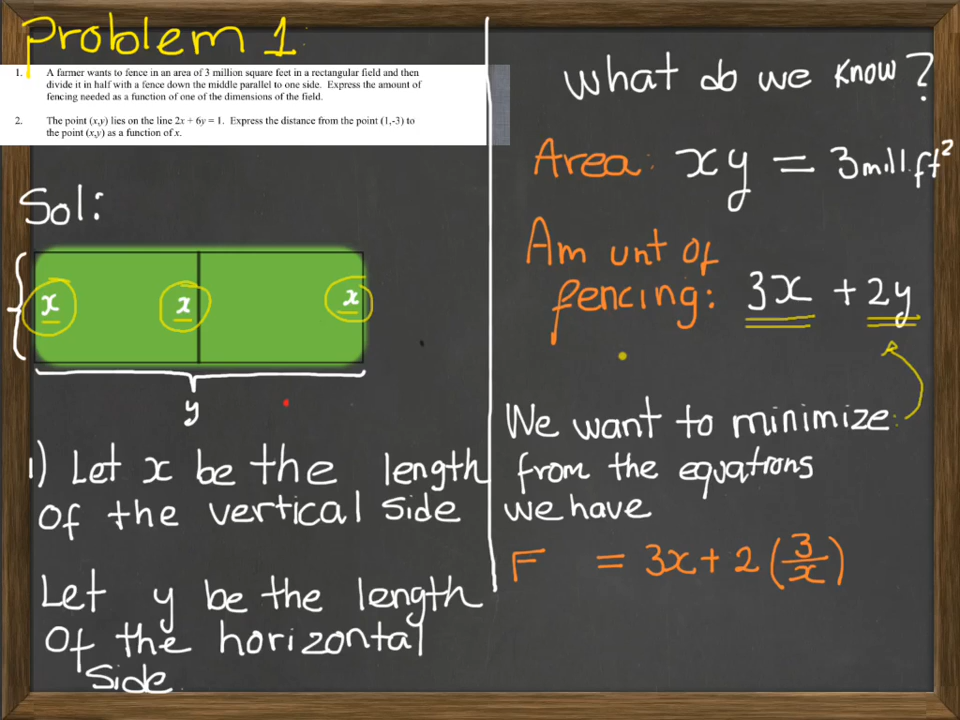 Problem 1:
1. A farmer wants to fence in an area of 3 million square feet in a rectangular field and then
divide it in half with a fence down the middle parallel to one side. Express the amount of
fencing needed as a function of one of the dimensions of the field.
2. The point (x,y) lies on the line 2x + 6y = 1. Express the distance from the point (1,-3) to
the point (x,y) as a function of x.
Sol:
x x x
y
1) Let x be the length
of the vertical side
Let y be the length
of the horizontal
side
What do we know?
Area: xy = 3mill.ft²
Am unt of
fencing: 3x + 2y
We want to minimize
from the equations
we have
F = 3x + 2(3/x)